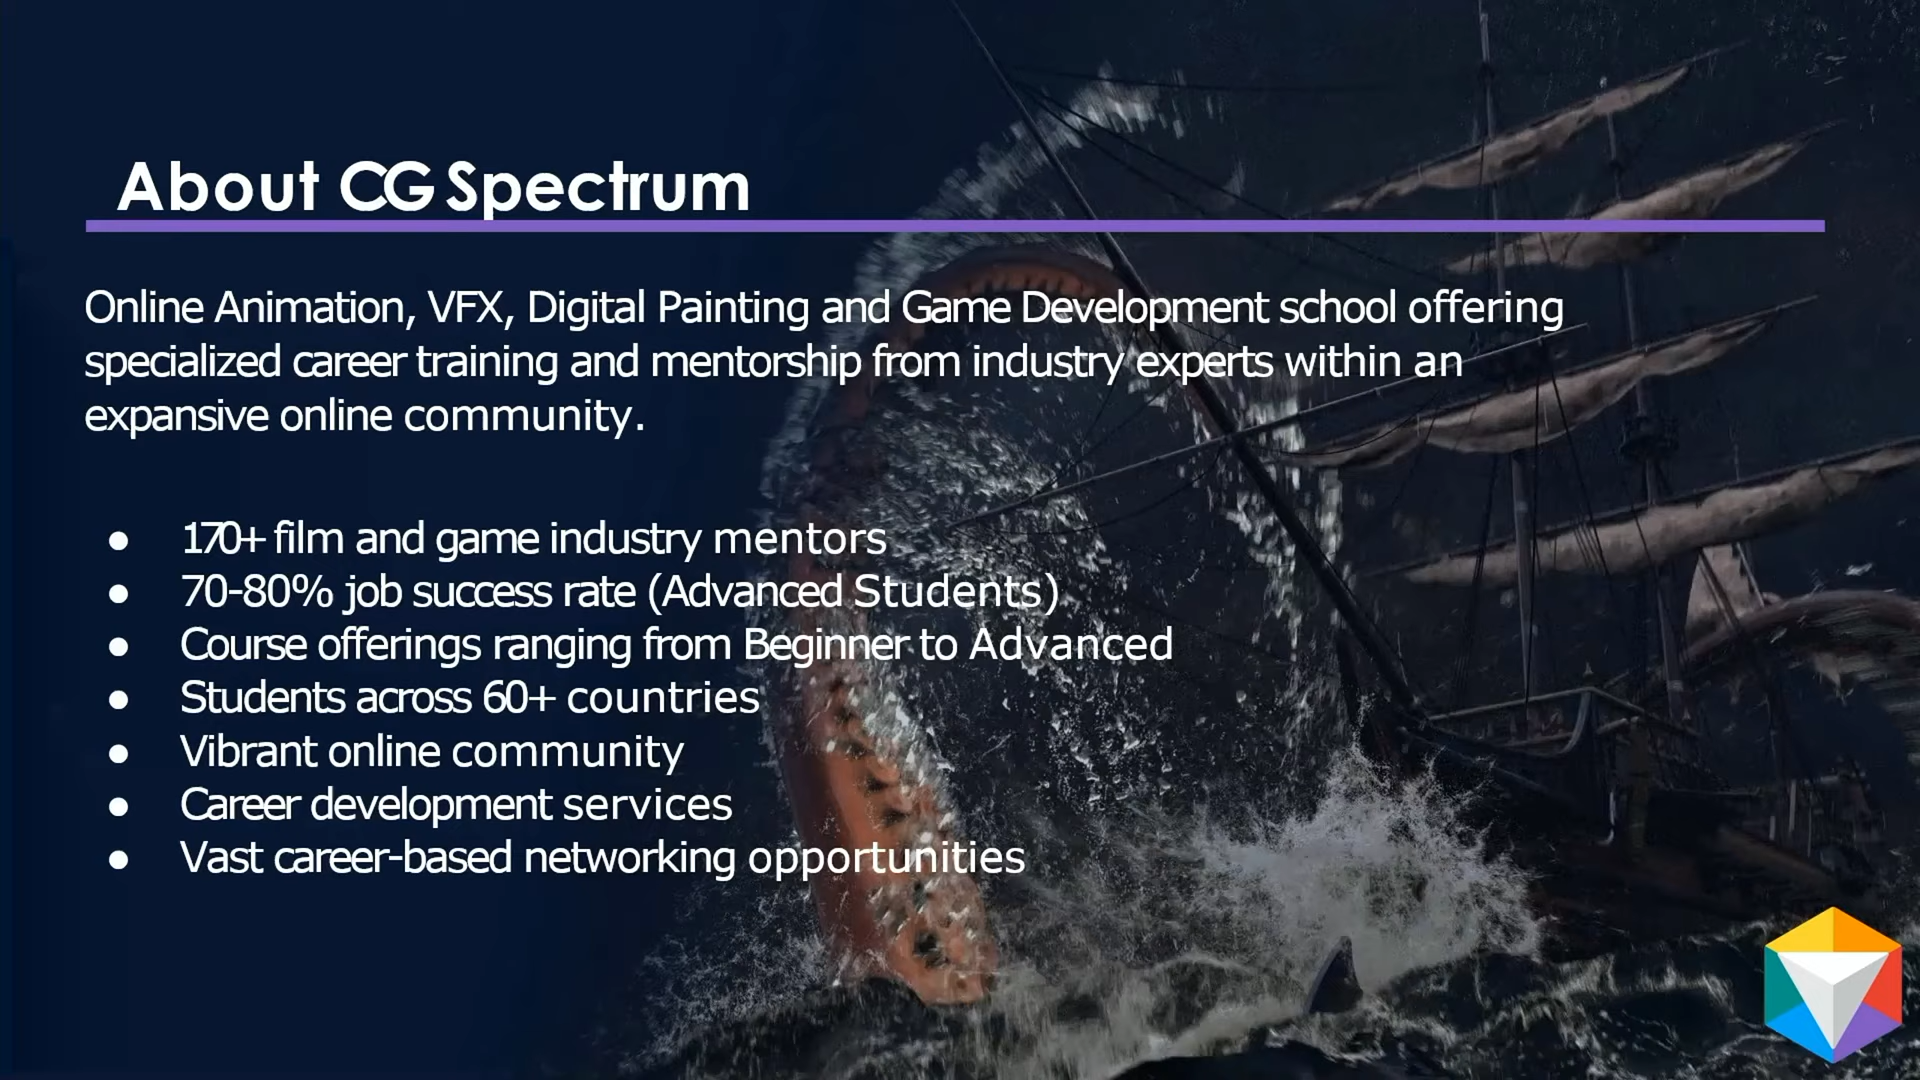 About CG Spectrum
Online Animation, VFX, Digital Painting and Game Development school offering
specialized career training and mentorship from industry experts within an
expansive online community.
● 170+ film and game industry mentors
● 70-80% job success rate (Advanced Students)
● Course offerings ranging from Beginner to Advanced
● Students across 60+ countries
● Vibrant online community
● Career development services
● Vast career-based networking opportunities